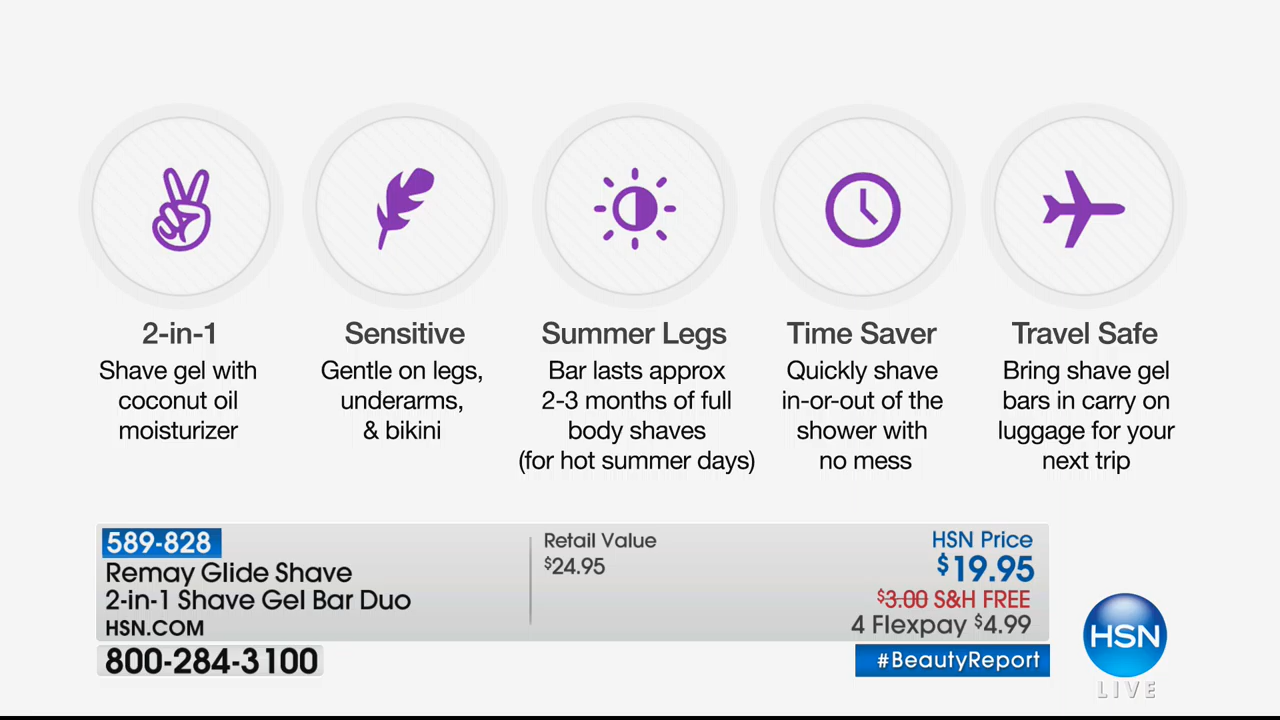 2-in-1
Shave gel with
coconut oil
moisturizer
Sensitive
Gentle on legs,
underarms,
& bikini
Summer Legs
Bar lasts approx
2-3 months of full
body shaves
(for hot summer days)
Time Saver
Quickly shave
in-or-out of the
shower with
no mess
Travel Safe
Bring shave gel
bars in carry on
luggage for your
next trip
589-828
Remay Glide Shave
2-in-1 Shave Gel Bar Duo
HSN.COM
800-284-3100
Retail Value
$24.95
HSN Price
$19.95
$3.00 S&H FREE
4 Flexpay $4.99
#BeautyReport
HSN
LIVE